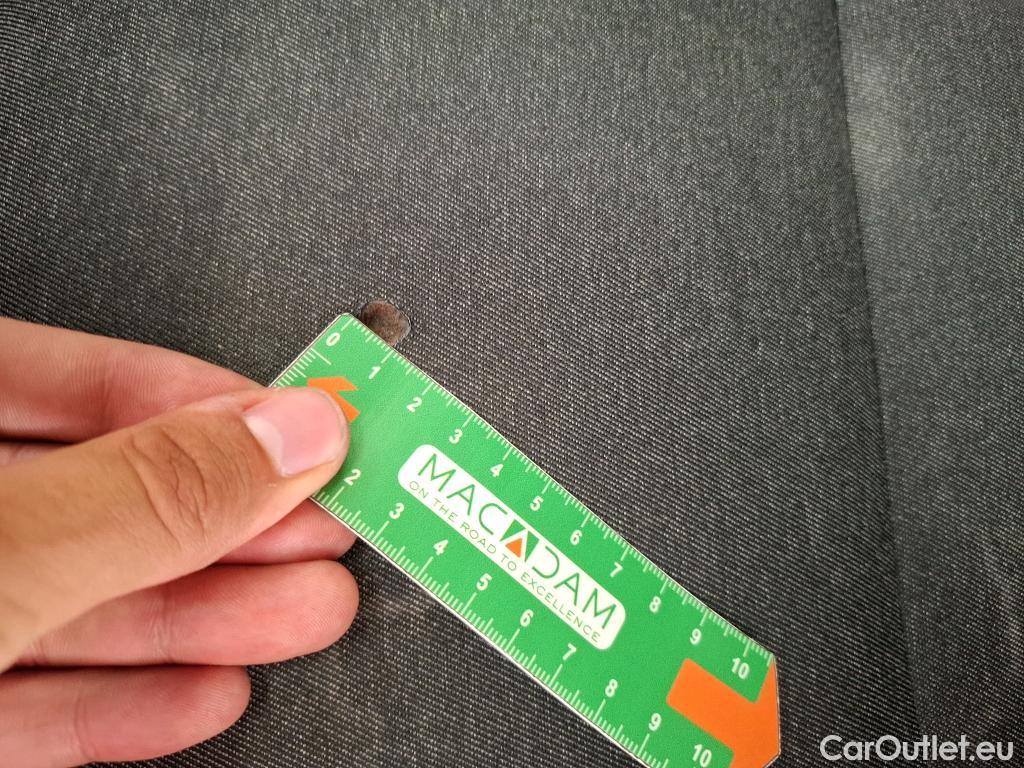 0 1 2 3 4 5 6 7 8 9 10
MACADAM
ON THE ROAD TO EXCELLENCE
2 3 4 5 6 7 8 9 10
CarOutlet.eu